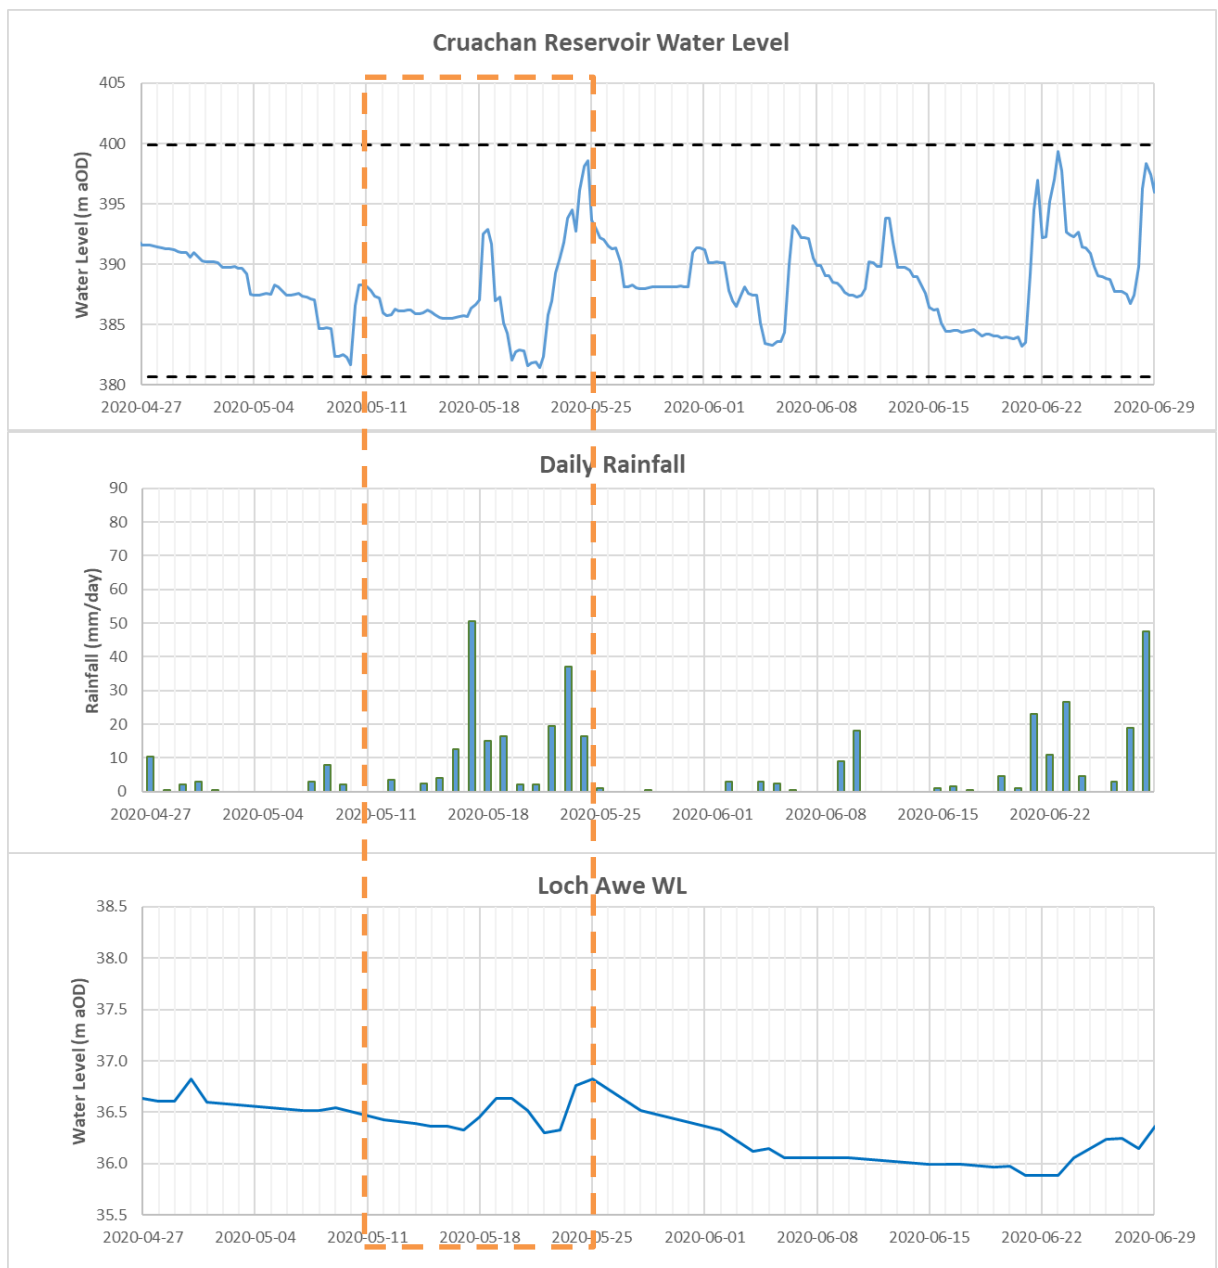 Cruachan Reservoir Water Level
Water Level (m aOD)
405
400
395
390
385
380
2020-04-27 2020-05-04 2020-05-11 2020-05-18 2020-05-25 2020-06-01 2020-06-08 2020-06-15 2020-06-22 2020-06-29
Daily Rainfall
Rainfall (mm/day)
90
80
70
60
50
40
30
20
10
0
2020-04-27 2020-05-04 2020-05-11 2020-05-18 2020-05-25 2020-06-01 2020-06-08 2020-06-15 2020-06-22
Loch Awe WL
Water Level (m aOD)
38.5
38.0
37.5
37.0
36.5
36.0
35.5
2020-04-27 2020-05-04 2020-05-11 2020-05-18 2020-05-25 2020-06-01 2020-06-08 2020-06-15 2020-06-22 2020-06-29